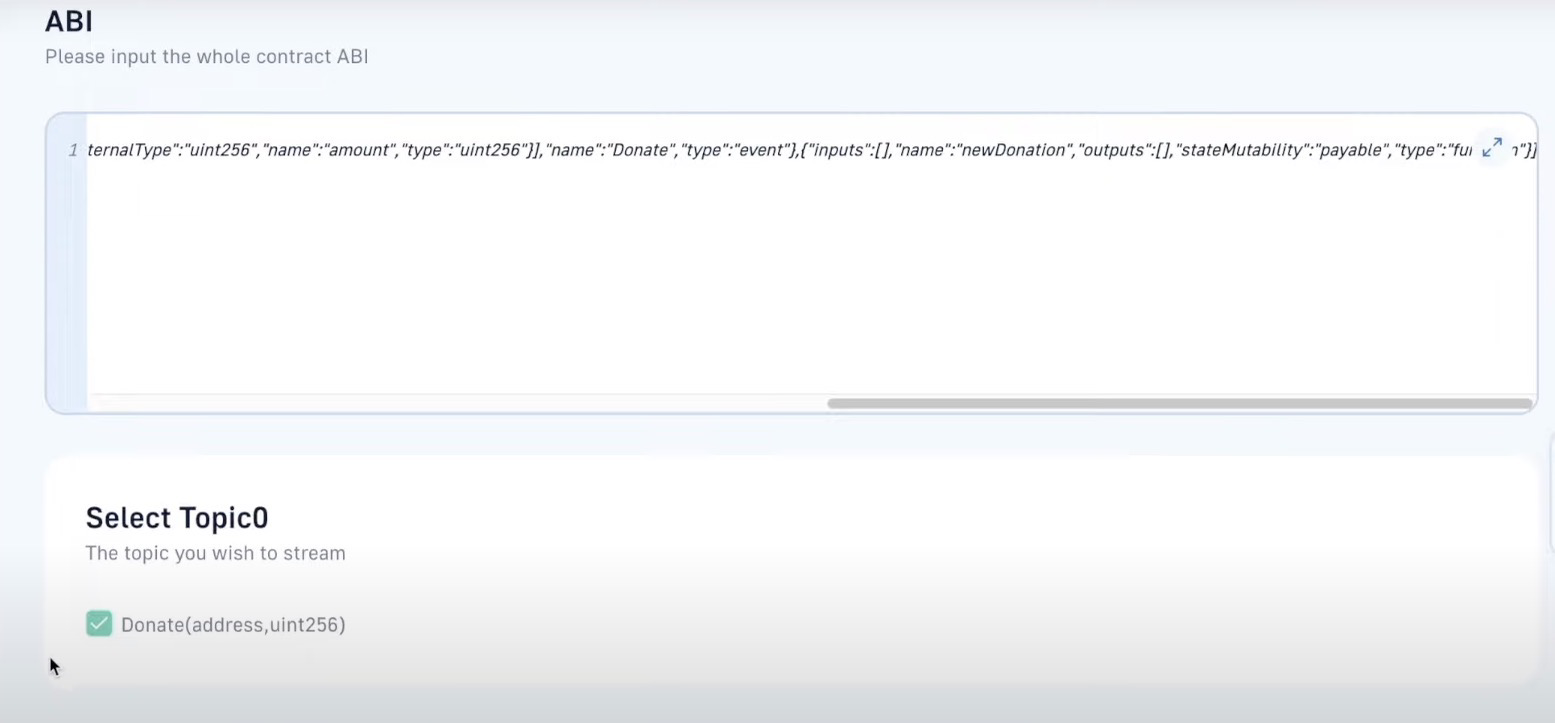 ABI
Please input the whole contract ABI
1 ternalType":"uint256","name":"amount","type":"uint256"}],"name":"Donate","type":"event"},{"inputs":[],"name":"newDonation","outputs":[],"stateMutability":"payable","type":"fu n"}]
Select Topic0
The topic you wish to stream
Donate(address,uint256)